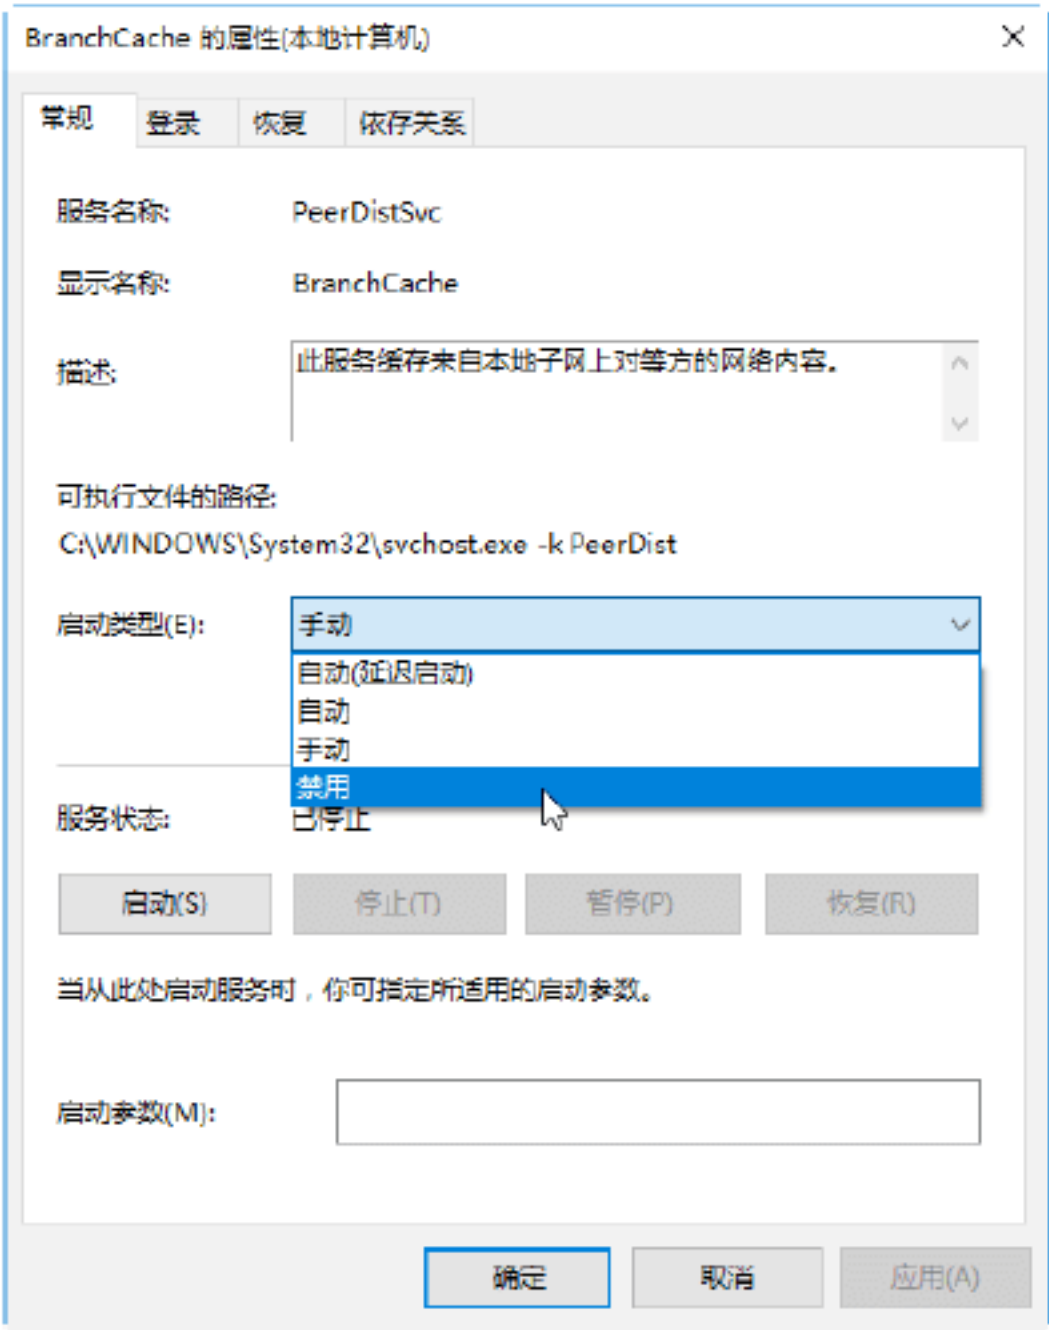 BranchCache 的属性(本地计算机)
常规 登录 恢复 依存关系
服务名称: PeerDistSvc
显示名称: BranchCache
描述: 此服务缓存来自本地子网上对等方的网络内容。
可执行文件的路径:
C:\WINDOWS\System32\svchost.exe -k PeerDist
启动类型(E): 手动
自动(延迟启动)
自动
手动
禁用
服务状态: 已停止
启动(S) 停止(T) 暂停(P) 恢复(R)
当从此处启动服务时，你可指定所适用的启动参数。
启动参数(M):
确定 取消 应用(A)